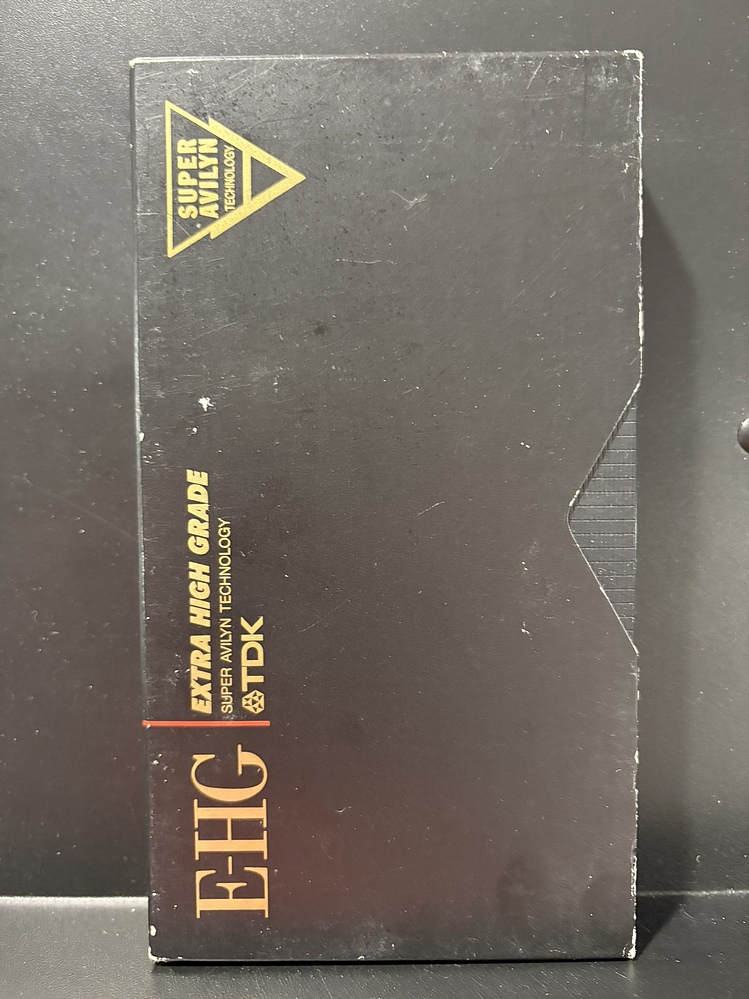 E-HG
EXTRA HIGH GRADE
SUPER AVILYN TECHNOLOGY
TDK
SUPER
AVILYN
TECHNOLOGY